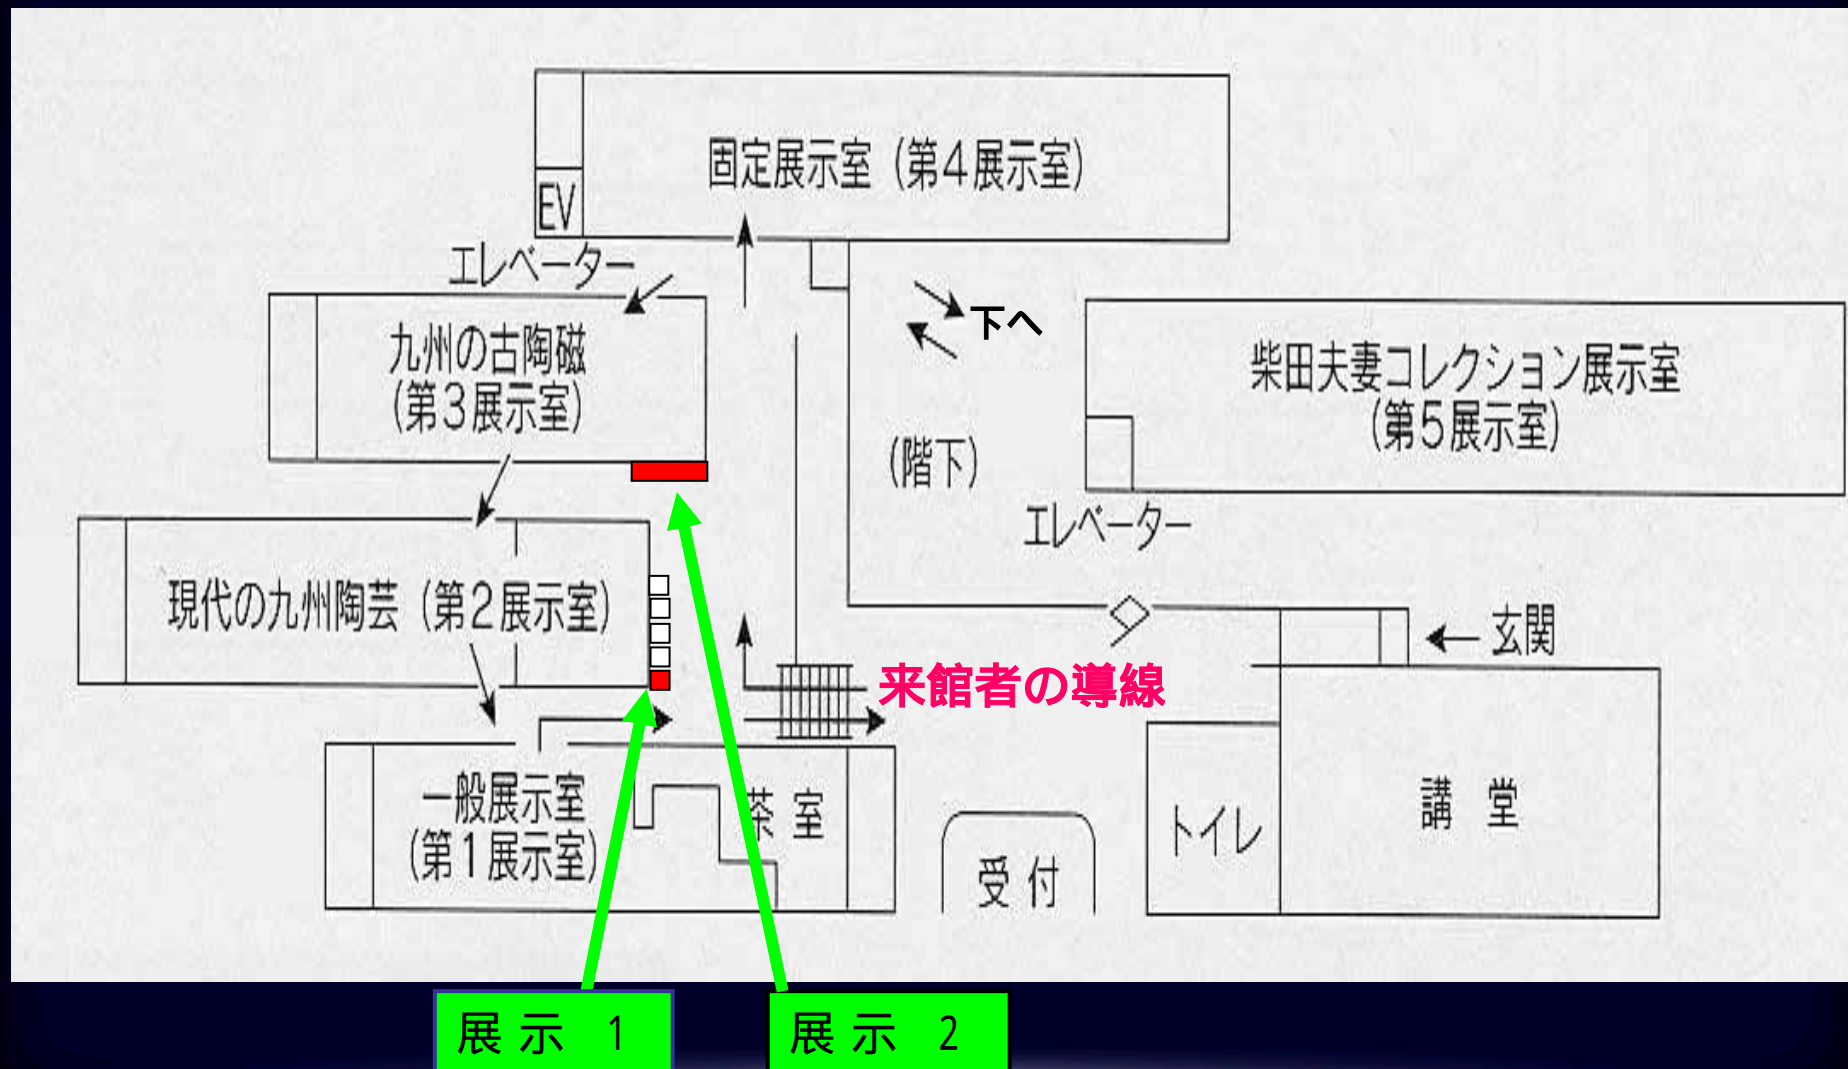 固定展示室（第４展示室）
EV
エレベーター
九州の古陶磁
（第３展示室）
下へ
柴田夫妻コレクション展示室
（第５展示室）
（階下）
エレベーター
現代の九州陶芸（第２展示室）
玄関
来館者の導線
一般展示室
（第１展示室）
茶 室
受 付
トイレ
講 堂
展 示 1
展 示 2